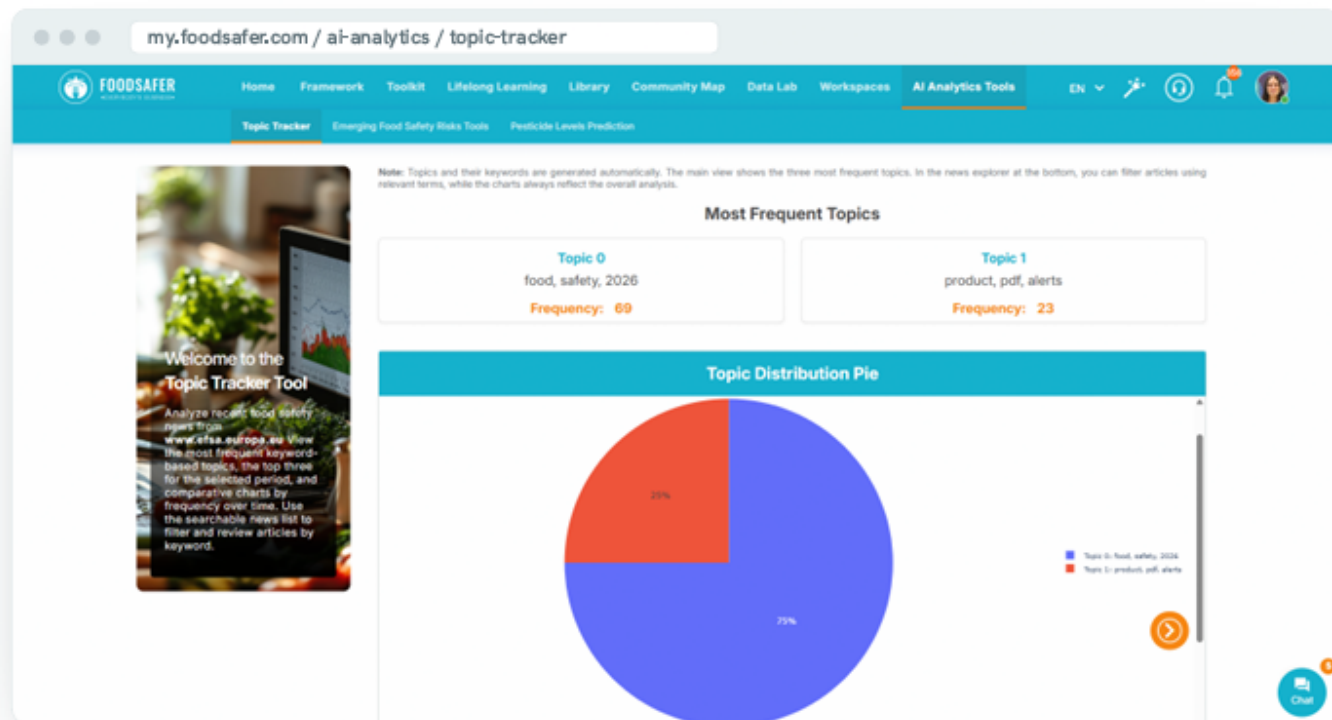 my.foodsafer.com / ai-analytics / topic-tracker
FOODSAFER
Home Framework Toolkit Lifelong Learning Library Community Map Data Lab Workspaces AI Analytics Tools EN
Topic Tracker Emerging Food Safety Risks Tools Pesticide Levels Prediction
Note: Topics and their keywords are generated automatically. The main view shows the three most frequent topics. In the news explorer at the bottom, you can filter articles using
relevant terms, while the charts always reflect the overall analysis.
Most Frequent Topics
Topic 0
food, safety, 2026
Frequency: 69
Topic 1
product, pdf, alerts
Frequency: 23
Welcome to the
Topic Tracker Tool
Analyze recent food safety
news from
www.efsa.europa.eu View
the most frequent keyword-
based topics, the top three
for the selected period, and
comparative charts by
frequency over time. Use
the searchable news list to
filter and review articles by
keyword.
Topic Distribution Pie
25%
75%
Topic 0: food, safety, 2026
Topic 1: product, pdf, alerts
Chat